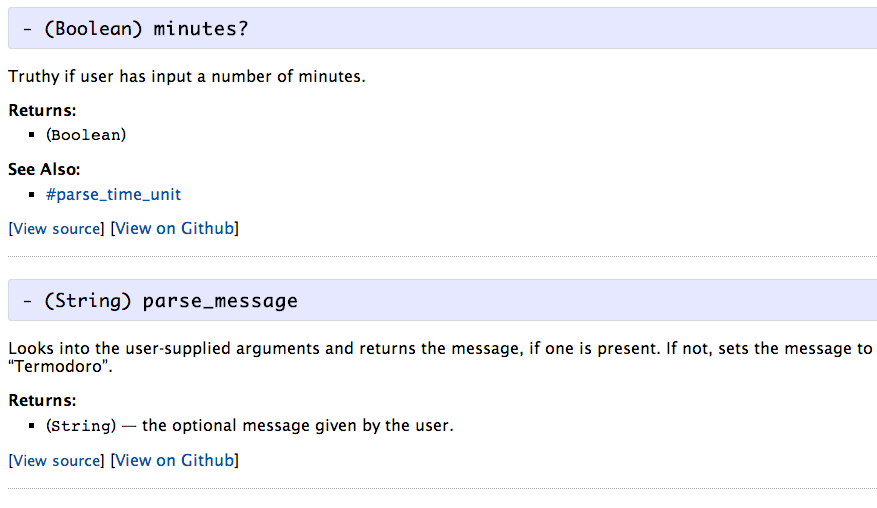 - (Boolean) minutes?
Truthy if user has input a number of minutes.
Returns:
▪ (Boolean)
See Also:
▪ #parse_time_unit
[View source] [View on Github]
- (String) parse_message
Looks into the user-supplied arguments and returns the message, if one is present. If not, sets the message to
“Termodoro”.
Returns:
▪ (String) — the optional message given by the user.
[View source] [View on Github]